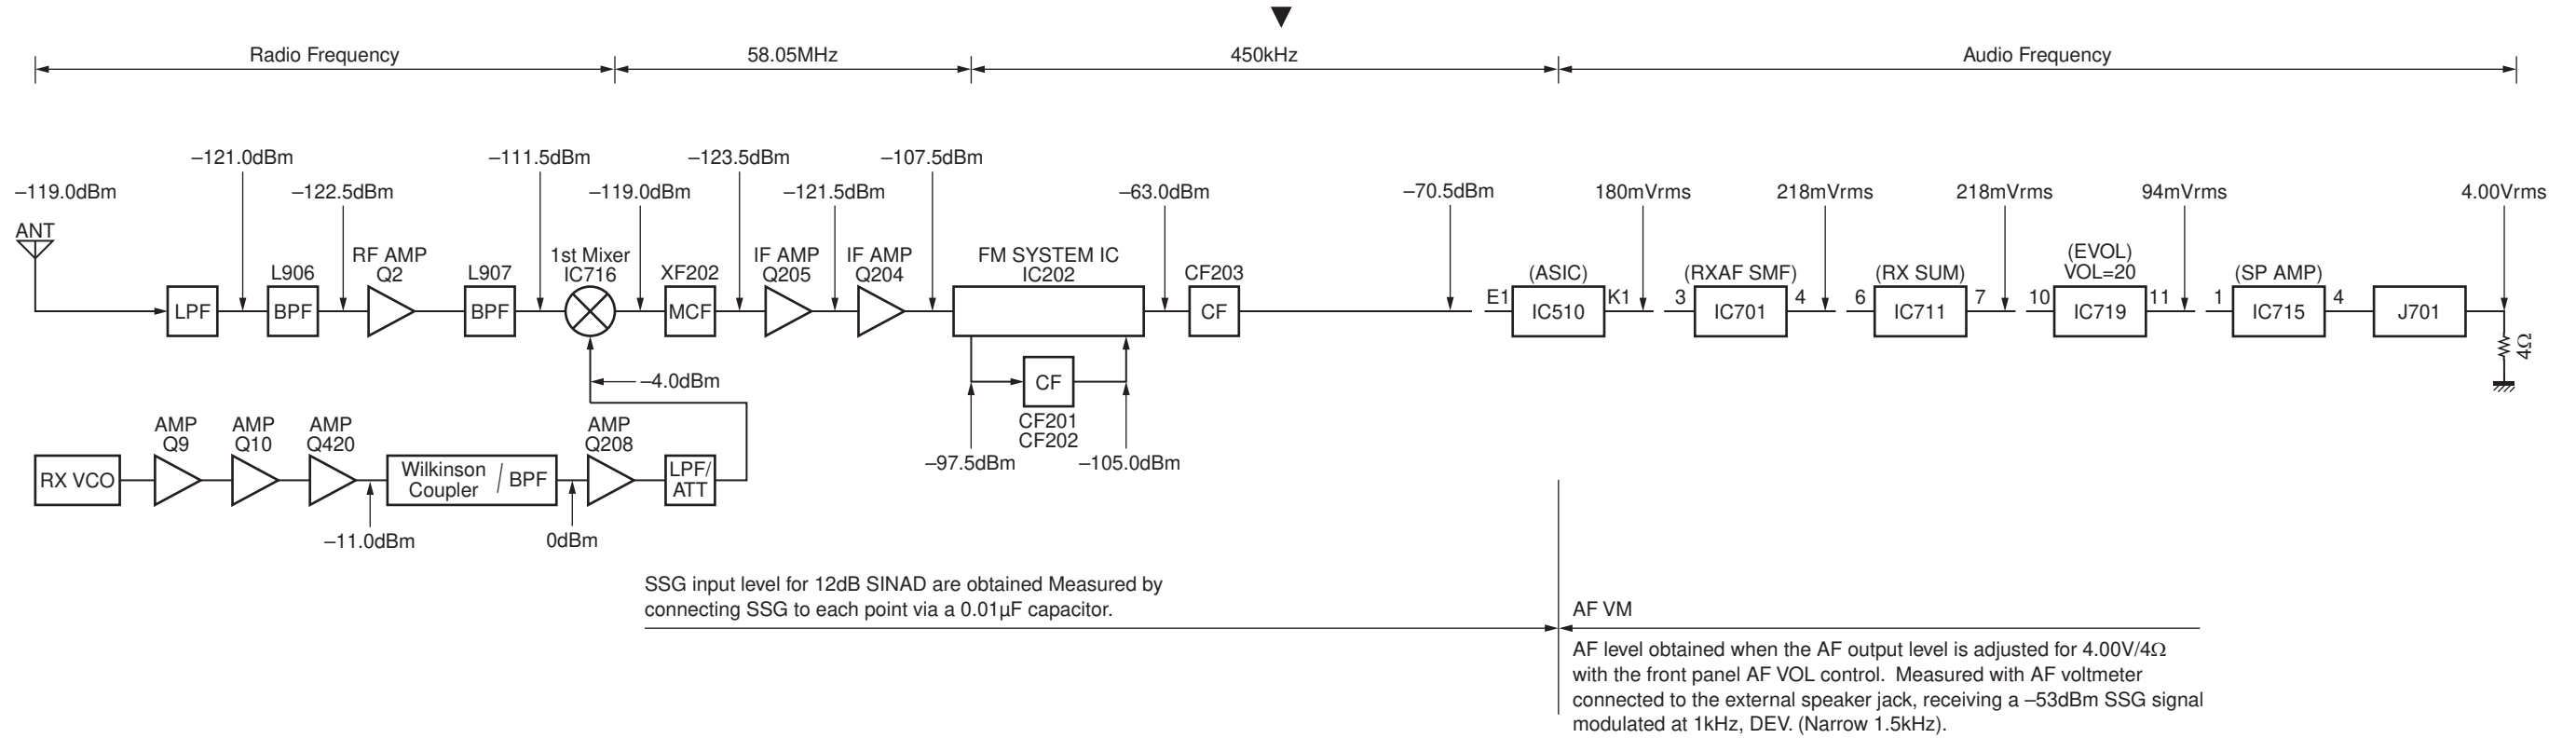 Radio Frequency
58.05MHz
450kHz
Audio Frequency
–121.0dBm
–111.5dBm
–123.5dBm
–107.5dBm
–119.0dBm
–122.5dBm
–119.0dBm
–121.5dBm
–63.0dBm
–70.5dBm
180mVrms
218mVrms
218mVrms
94mVrms
4.00Vrms
ANT
LPF
L906
BPF
RF AMP
Q2
L907
BPF
1st Mixer
IC716
XF202
MCF
IF AMP
Q205
IF AMP
Q204
FM SYSTEM IC
IC202
CF203
CF
(ASIC)
E1
IC510
K1
(RXAF SMF)
3
IC701
4
(RX SUM)
6
IC711
7
(EVOL)
VOL=20
10
IC719
11
(SP AMP)
1
IC715
4
J701
4Ω
–4.0dBm
CF
CF201
CF202
–97.5dBm
–105.0dBm
RX VCO
AMP
Q9
AMP
Q10
AMP
Q420
Wilkinson
Coupler
/ BPF
AMP
Q208
LPF/
ATT
–11.0dBm
0dBm
SSG input level for 12dB SINAD are obtained Measured by
connecting SSG to each point via a 0.01µF capacitor.
AF VM
AF level obtained when the AF output level is adjusted for 4.00V/4Ω
with the front panel AF VOL control. Measured with AF voltmeter
connected to the external speaker jack, receiving a –53dBm SSG signal
modulated at 1kHz, DEV. (Narrow 1.5kHz).